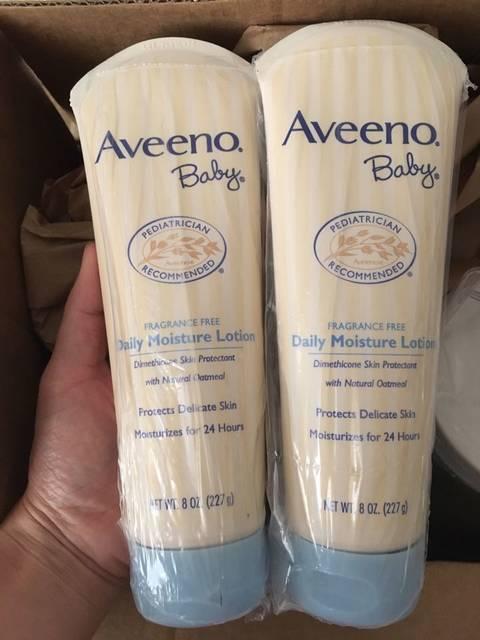 Aveeno.
Baby®
PEDIATRICIAN
Aveeno
RECOMMENDED®
FRAGRANCE FREE
Daily Moisture Lotion
Dimethicone Skin Protectant
with Natural Oatmeal
Protects Delicate Skin
Moisturizes for 24 Hours
NET WT. 8 OZ. (227 g)
Aveeno.
Baby®
PEDIATRICIAN
Aveeno
RECOMMENDED®
FRAGRANCE FREE
Daily Moisture Lotion
Dimethicone Skin Protectant
with Natural Oatmeal
Protects Delicate Skin
Moisturizes for 24 Hours
NET WT. 8 OZ. (227 g)